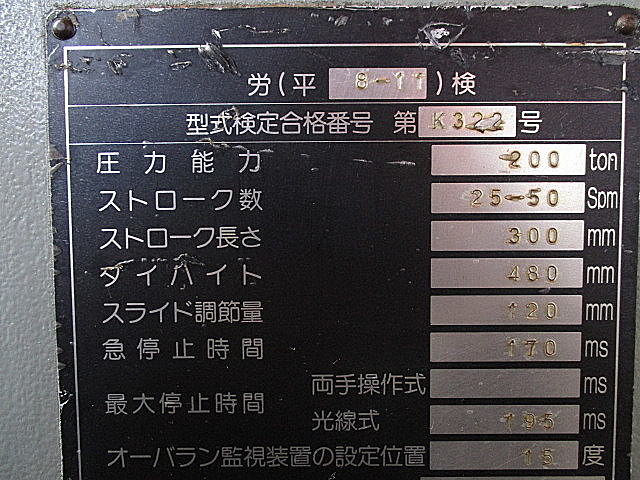 労(平 8-11)検
型式検定合格番号 第 K322 号
圧力能力 200 ton
ストローク数 25-50 Spm
ストローク長さ 300 mm
ダイハイト 480 mm
スライド調節量 120 mm
急停止時間 170 ms
最大停止時間 両手操作式 ms
光線式 195 ms
オーバラン監視装置の設定位置 15 度